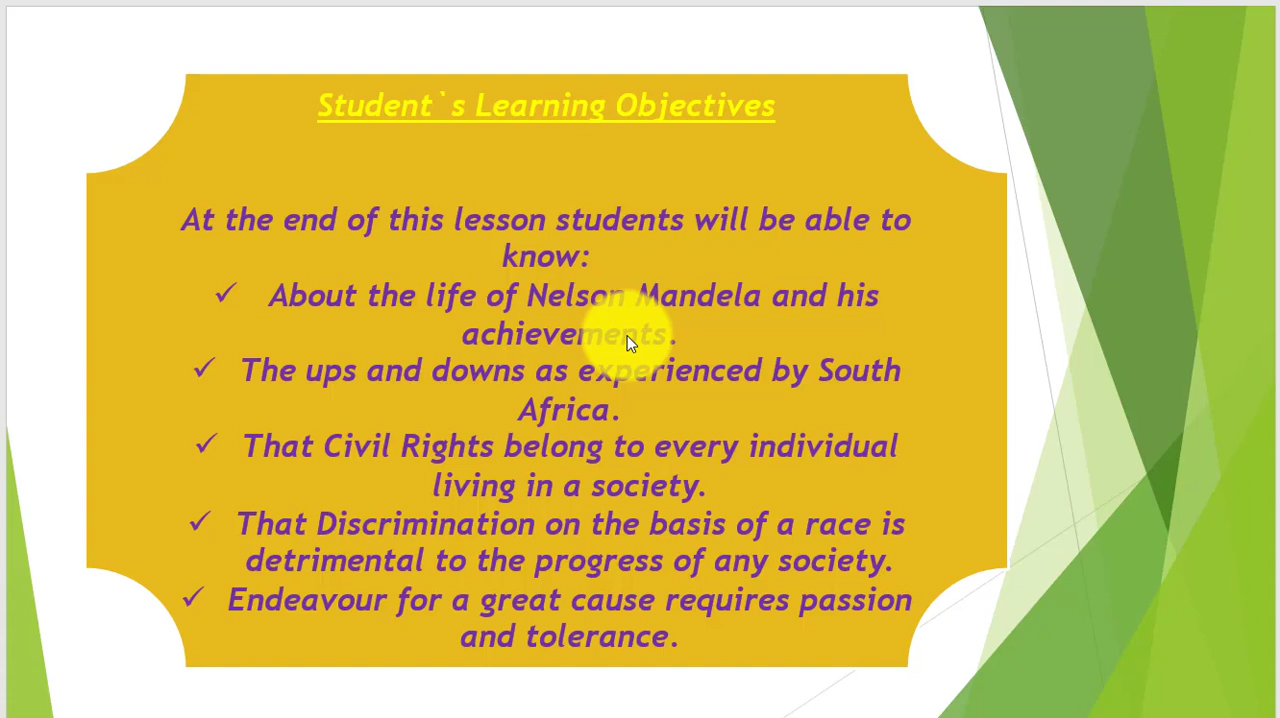 Student`s Learning Objectives
At the end of this lesson students will be able to
know:
✓ About the life of Nelson Mandela and his
achievements.
✓ The ups and downs as experienced by South
Africa.
✓ That Civil Rights belong to every individual
living in a society.
✓ That Discrimination on the basis of a race is
detrimental to the progress of any society.
✓ Endeavour for a great cause requires passion
and tolerance.